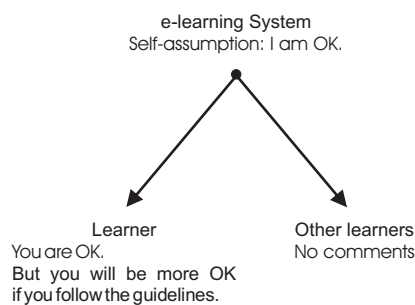 e-learning System
Self-assumption: I am OK.
Learner
You are OK.
But you will be more OK
if you follow the guidelines.
Other learners
No comments